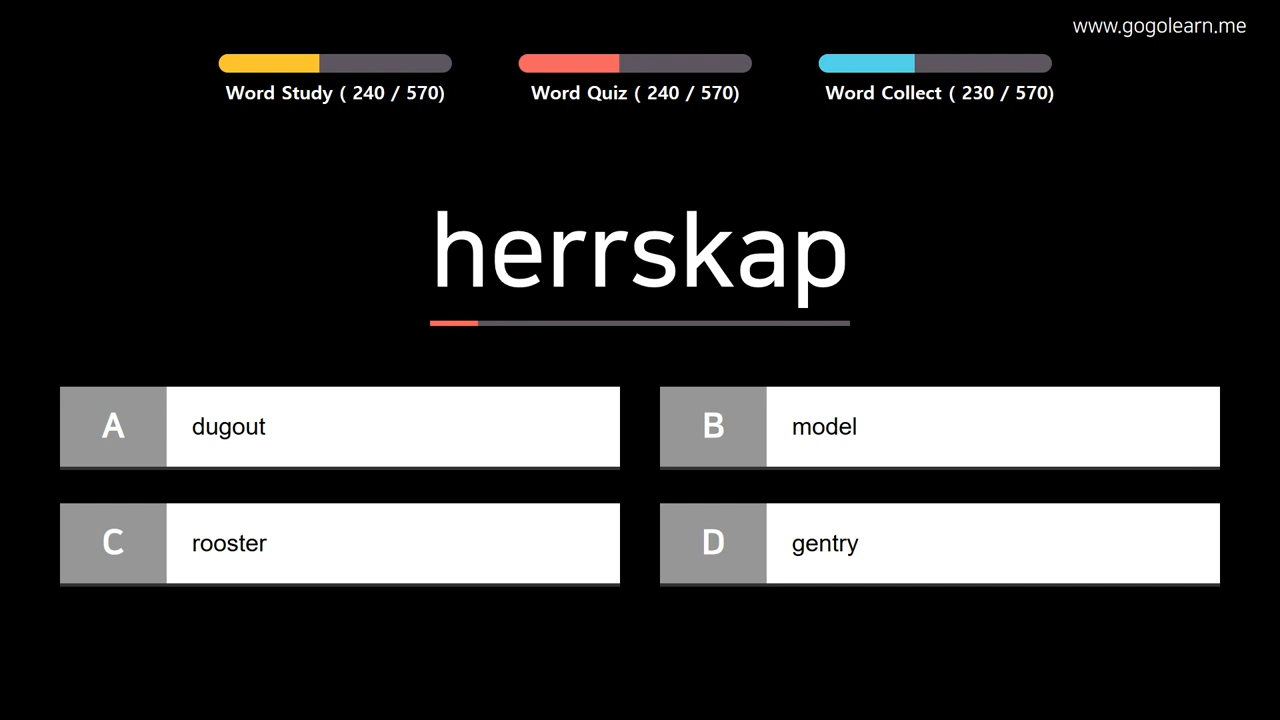 www.gogolearn.me
Word Study ( 240 / 570)
Word Quiz ( 240 / 570)
Word Collect ( 230 / 570)
herrskap
A
dugout
B
model
C
rooster
D
gentry